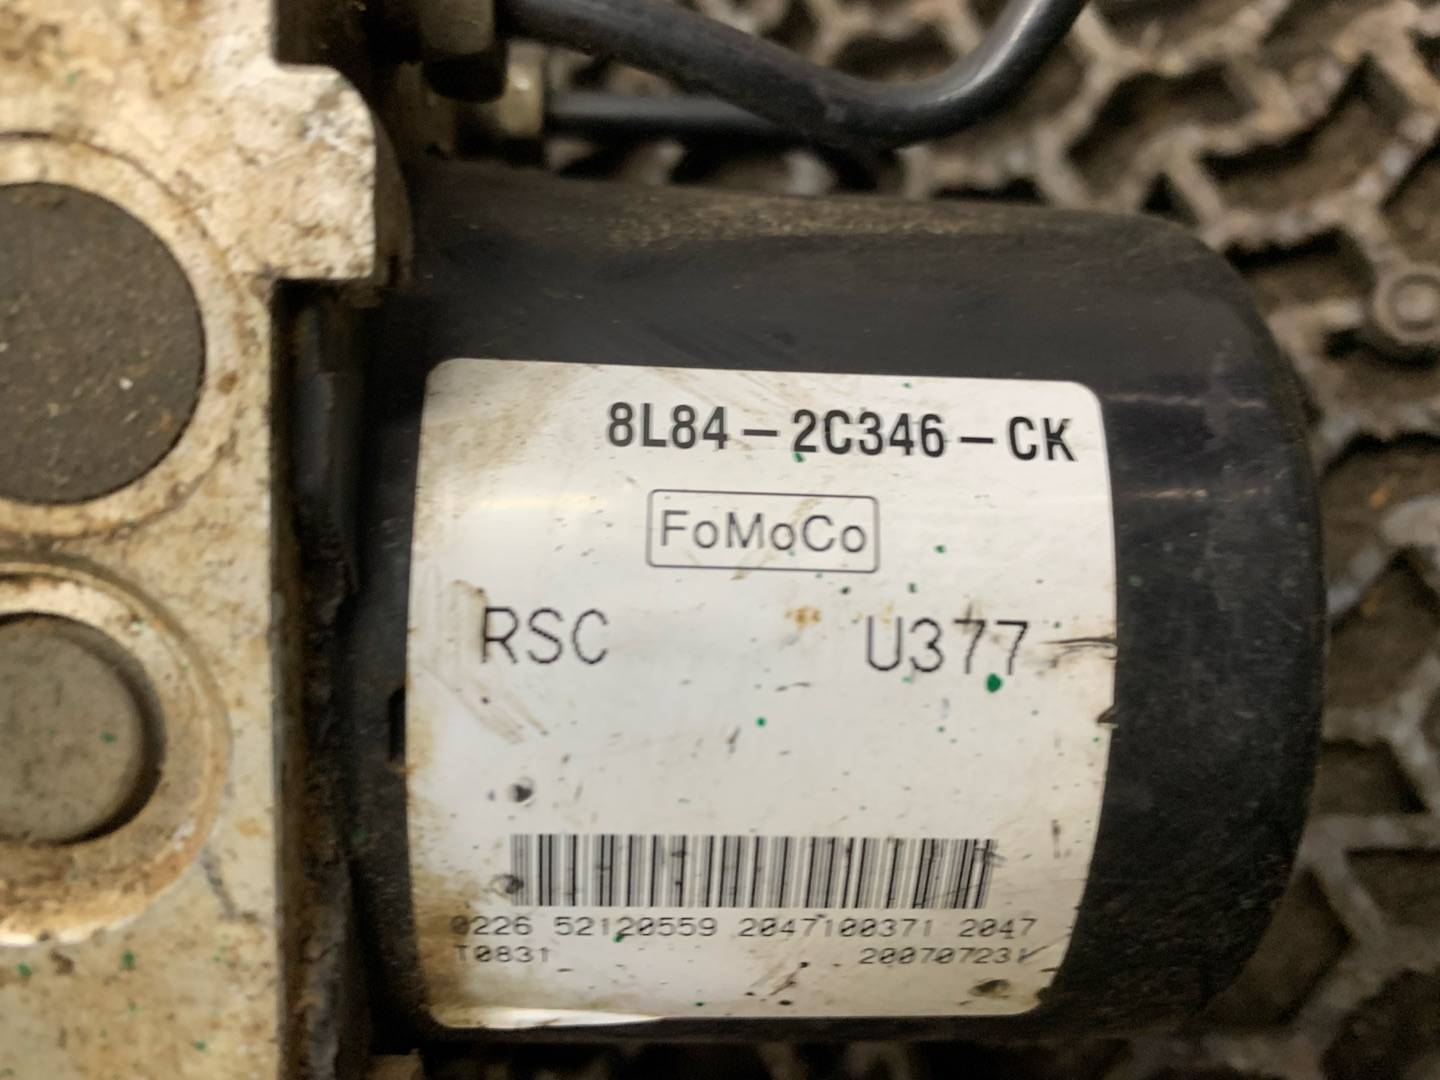 8L84-2C346-CK
FoMoCo
RSC U377
0226 52120559 2047100371 2047
T0831 20070723